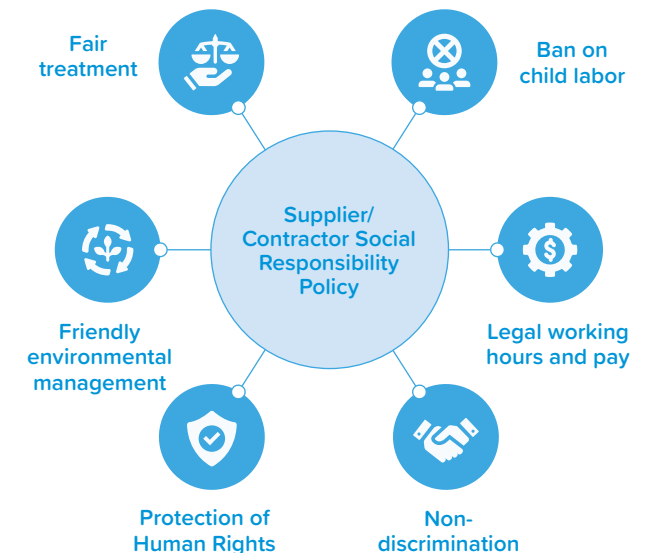 Fair
treatment
Ban on
child labor
Supplier/
Contractor Social
Responsibility
Policy
Friendly
environmental
management
Legal working
hours and pay
Protection of
Human Rights
Non-
discrimination